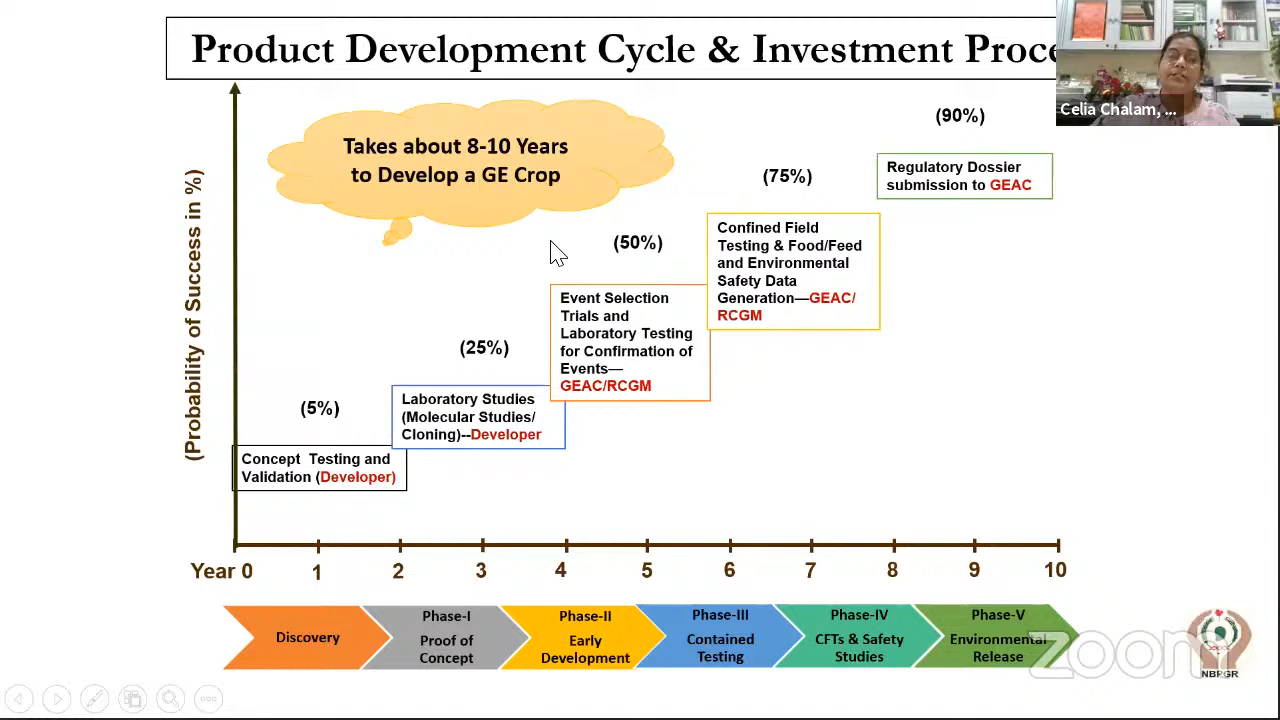 Product Development Cycle & Investment Proce
Celia Chalam, ...
Takes about 8-10 Years
to Develop a GE Crop
(Probability of Success in %)
(90%)
Regulatory Dossier
submission to GEAC
(75%)
Confined Field
Testing & Food/Feed
and Environmental
Safety Data
Generation—GEAC/
RCGM
(50%)
Event Selection
Trials and
Laboratory Testing
for Confirmation of
Events—
GEAC/RCGM
(25%)
Laboratory Studies
(Molecular Studies/
Cloning)--Developer
(5%)
Concept Testing and
Validation (Developer)
Year 0 1 2 3 4 5 6 7 8 9 10
Discovery
Phase-I
Proof of
Concept
Phase-II
Early
Development
Phase-III
Contained
Testing
Phase-IV
CFTs & Safety
Studies
Phase-V
Environmental
Release
zoom
NBPGR